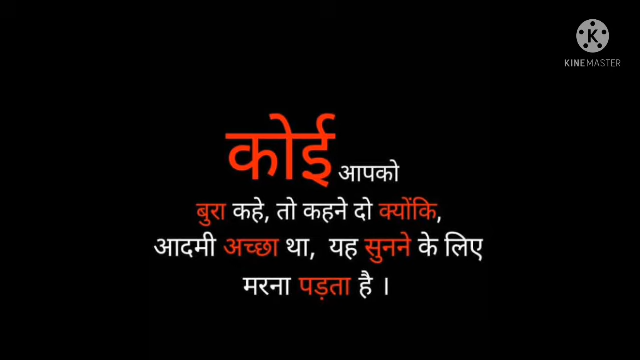 KINEMASTER
कोई आपको
बुरा कहे, तो कहने दो क्योंकि,
आदमी अच्छा था, यह सुनने के लिए
मरना पड़ता है ।